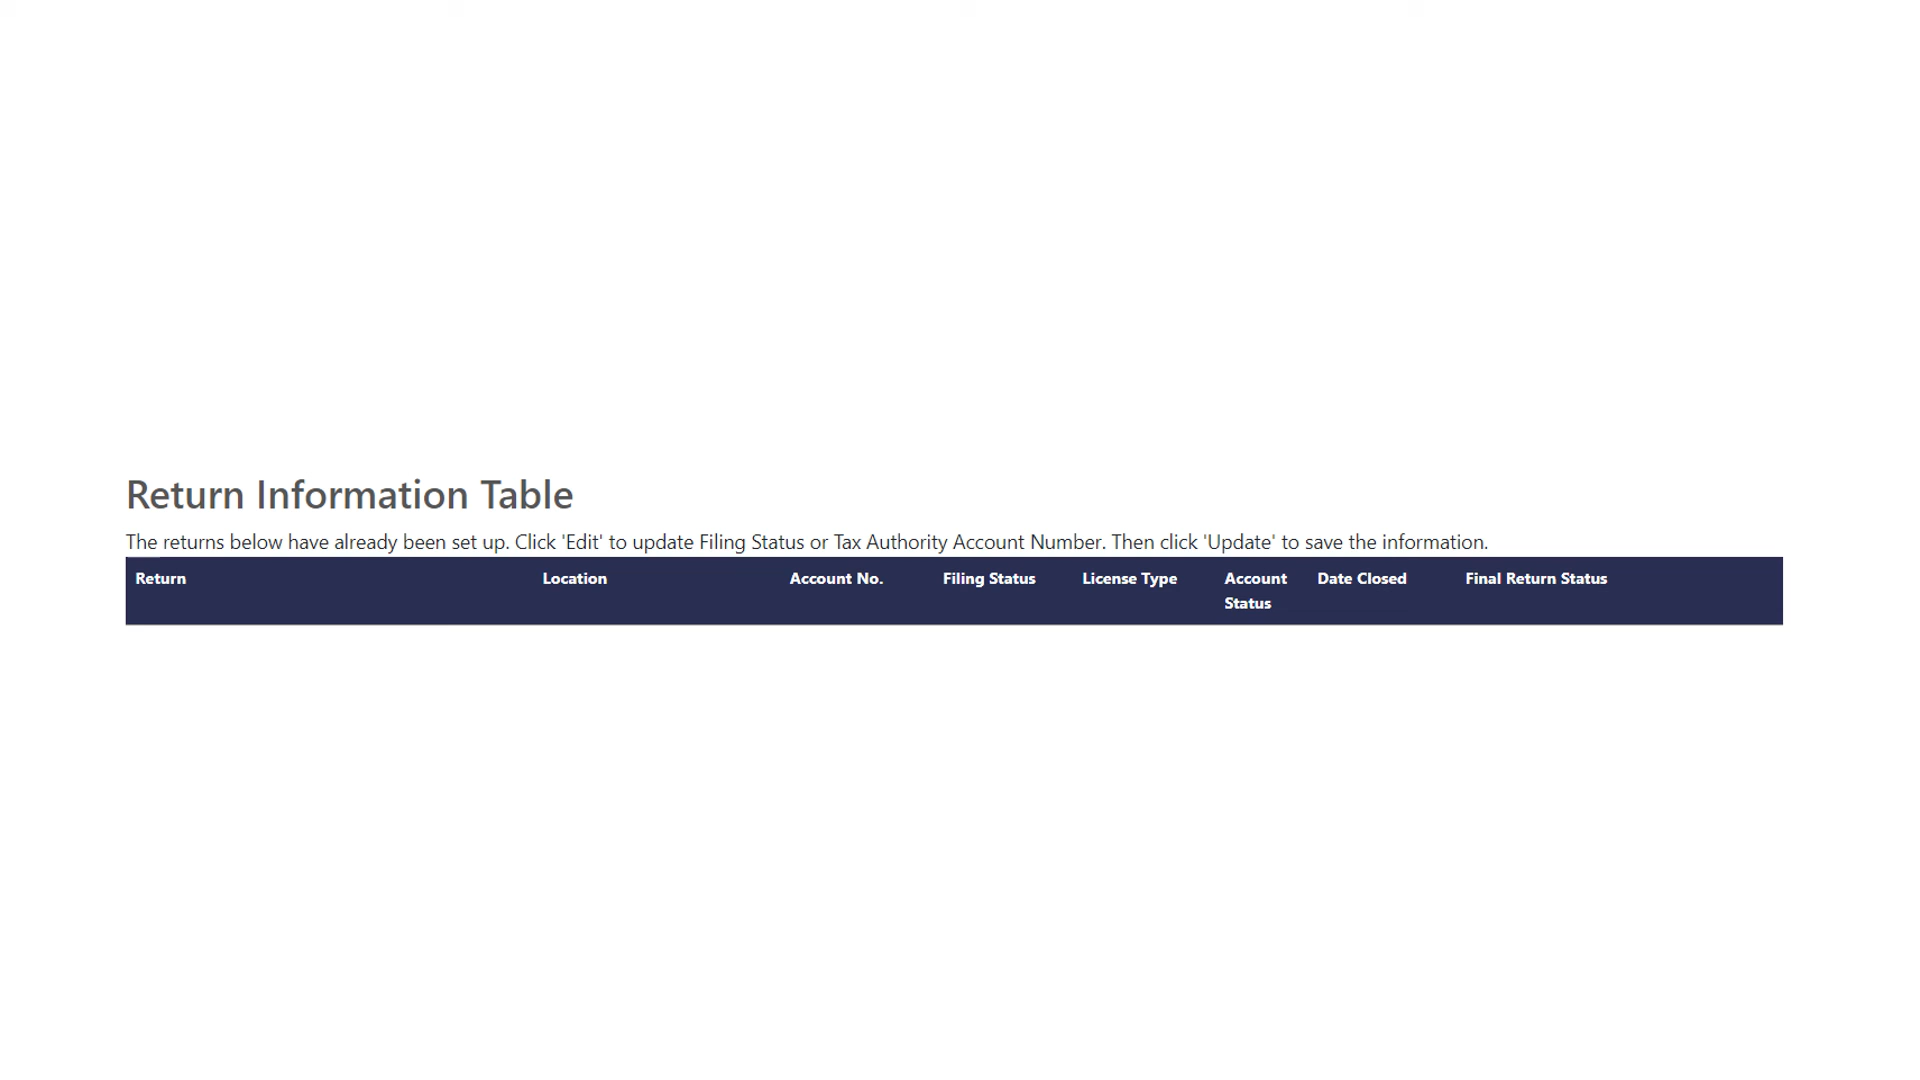 Return Information Table
The returns below have already been set up. Click 'Edit' to update Filing Status or Tax Authority Account Number. Then click 'Update' to save the information.
Return Location Account No. Filing Status License Type Account Status Date Closed Final Return Status